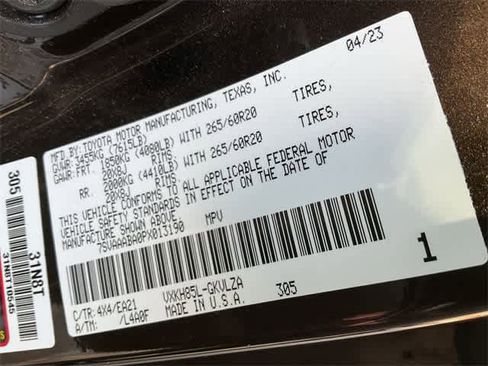 04/23
MFD.BY:TOYOTA MOTOR MANUFACTURING, TEXAS, INC.
GVWR 3455KG (7615LB)
GAWR: FRT. 1850KG (4080LB) WITH 265/60R20 TIRES,
20X8J RIMS
RR 2000KG (4410LB) WITH 265/60R20 TIRES,
20X8J RIMS
THIS VEHICLE CONFORMS TO ALL APPLICABLE FEDERAL MOTOR
VEHICLE SAFETY STANDARDS IN EFFECT ON THE DATE OF
MANUFACTURE SHOWN ABOVE.
7SVAAABA0PX013190 MPV
1
C/TR: 4X4/EA21 VXKH85L-GKVLZA
A/TM: /L4A0F MADE IN U.S.A. 305
305
31N8T
31N8T10545